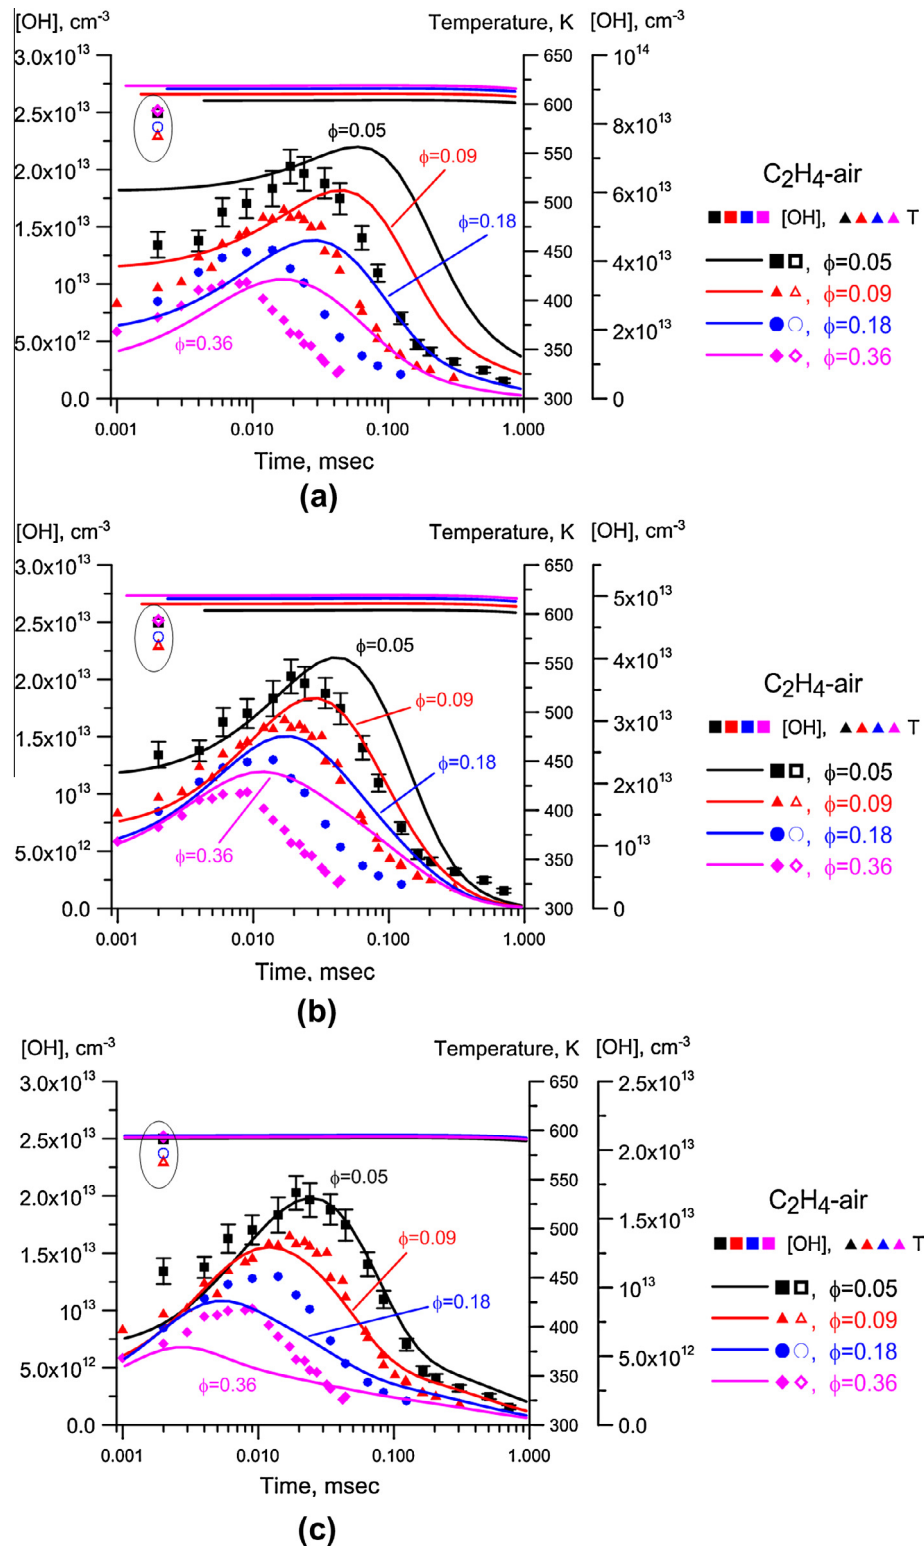 [OH], cm-3 Temperature, K [OH], cm-3
3.0x10^13 650 10^14
2.5x10^13 600 8x10^13
2.0x10^13 550 6x10^13
1.5x10^13 500 4x10^13
10^13 450 2x10^13
5.0x10^12 400 0
0.0 350
300
ϕ=0.05
ϕ=0.09
ϕ=0.18
ϕ=0.36
0.001 0.010 0.100 1.000
Time, msec
C2H4-air
[OH], T
, ϕ=0.05
, ϕ=0.09
, ϕ=0.18
, ϕ=0.36
(a)
[OH], cm-3 Temperature, K [OH], cm-3
3.0x10^13 650 5x10^13
2.5x10^13 600 4x10^13
2.0x10^13 550 3x10^13
1.5x10^13 500 2x10^13
10^13 450 10^13
5.0x10^12 400 0
0.0 350
300
ϕ=0.05
ϕ=0.09
ϕ=0.18
ϕ=0.36
0.001 0.010 0.100 1.000
Time, msec
C2H4-air
[OH], T
, ϕ=0.05
, ϕ=0.09
, ϕ=0.18
, ϕ=0.36
(b)
[OH], cm-3 Temperature, K [OH], cm-3
3.0x10^13 650 2.5x10^13
2.5x10^13 600 2.0x10^13
2.0x10^13 550 1.5x10^13
1.5x10^13 500 10^13
10^13 450 5.0x10^12
5.0x10^12 400 0.0
0.0 350
300
ϕ=0.05
ϕ=0.09
ϕ=0.18
ϕ=0.36
0.001 0.010 0.100 1.000
Time, msec
C2H4-air
[OH], T
, ϕ=0.05
, ϕ=0.09
, ϕ=0.18
, ϕ=0.36
(c)